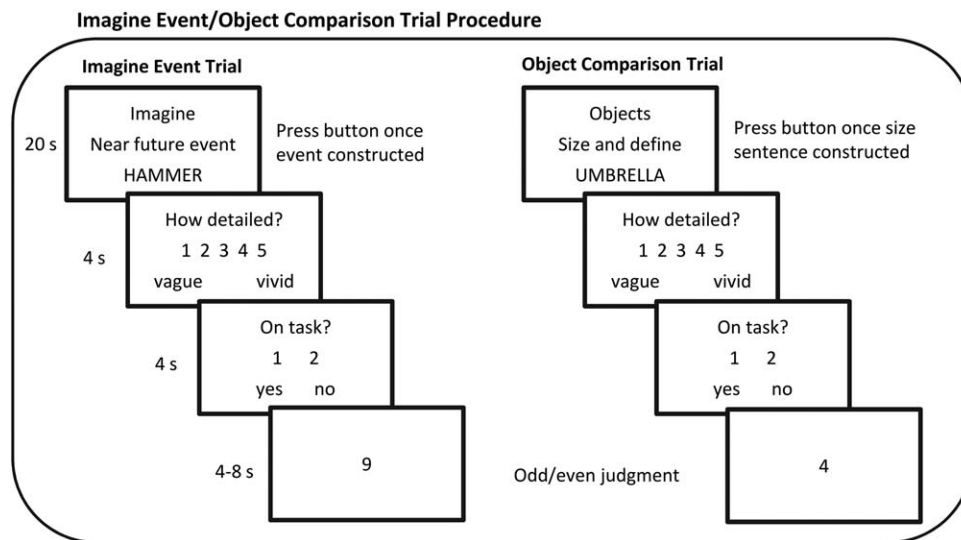 Imagine Event/Object Comparison Trial Procedure
Imagine Event Trial
20 s
Imagine
Near future event
HAMMER
Press button once
event constructed
4 s
How detailed?
1 2 3 4 5
vague vivid
4 s
On task?
1 2
yes no
4-8 s
9
Object Comparison Trial
Objects
Size and define
UMBRELLA
Press button once size
sentence constructed
How detailed?
1 2 3 4 5
vague vivid
On task?
1 2
yes no
Odd/even judgment
4